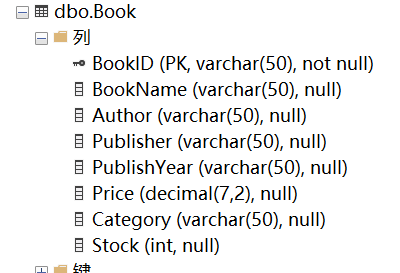 dbo.Book
列
BookID (PK, varchar(50), not null)
BookName (varchar(50), null)
Author (varchar(50), null)
Publisher (varchar(50), null)
PublishYear (varchar(50), null)
Price (decimal(7,2), null)
Category (varchar(50), null)
Stock (int, null)
键